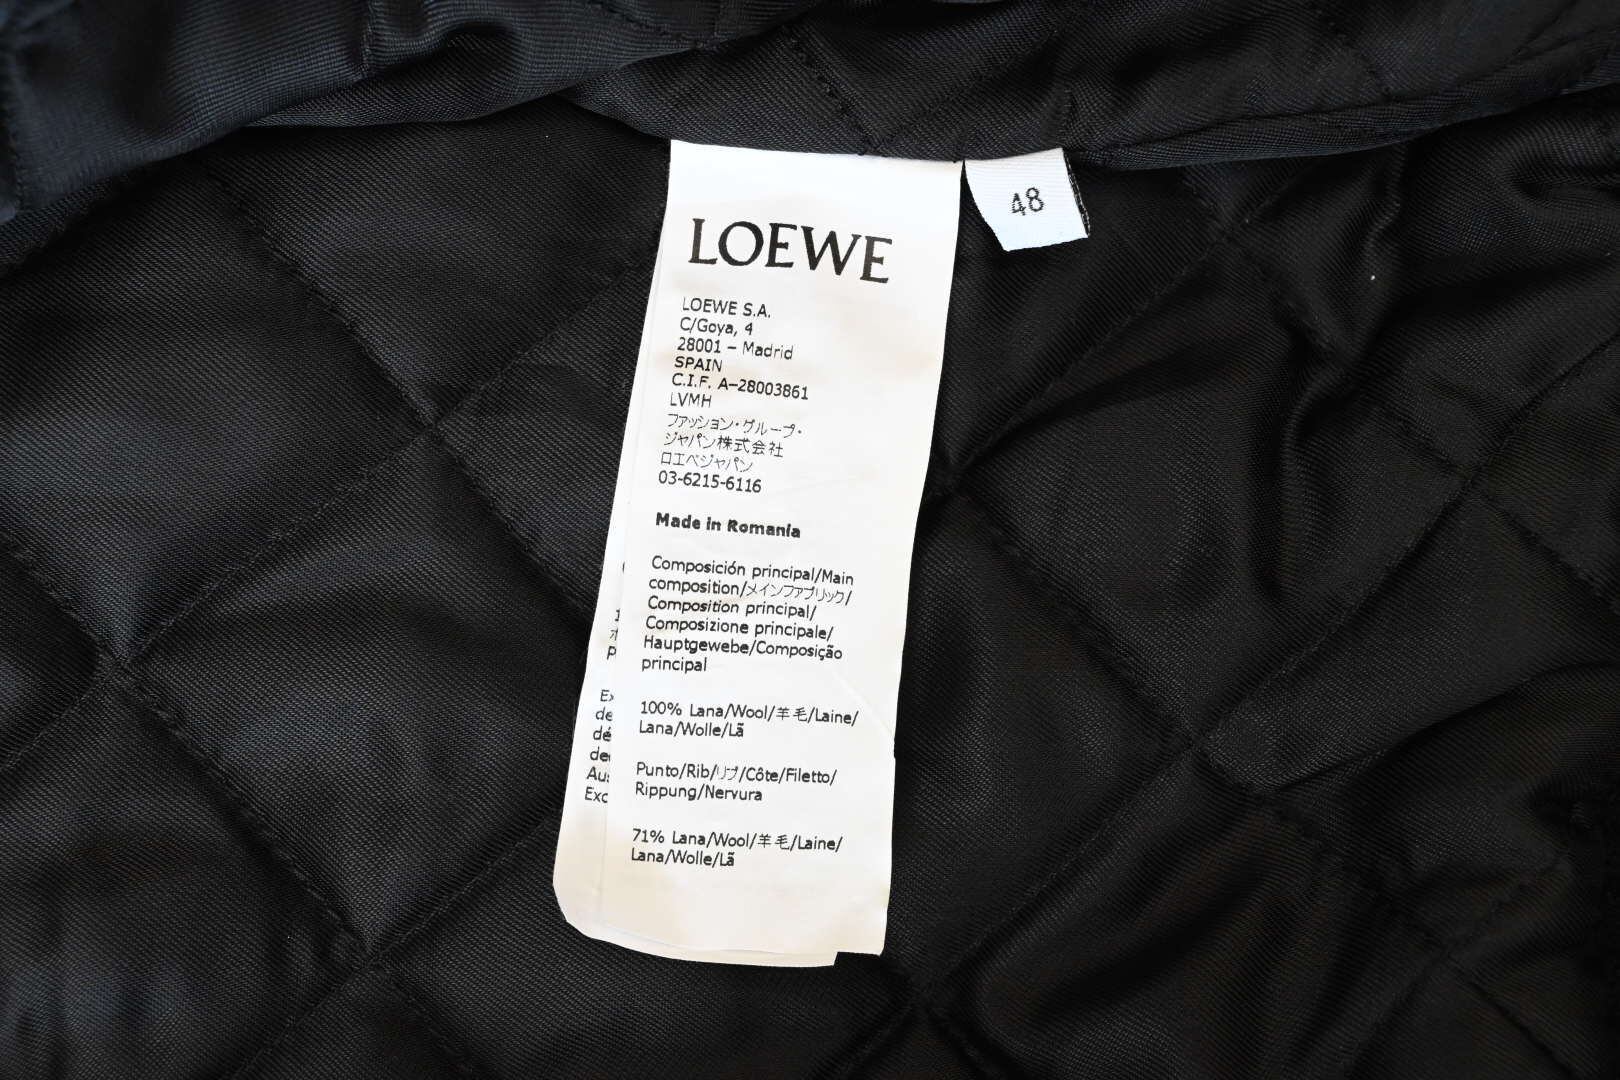 LOEWE
48
LOEWE S.A.
C/Goya, 4
28001 – Madrid
SPAIN
C.I.F. A–28003861
LVMH
ファッション・グループ・
ジャパン株式会社
ロエベジャパン
03-6215-6116
Made in Romania
Composición principal/Main
composition/メインファブリック/
Composition principal/
Composizione principale/
Hauptgewebe/Composição
principal
100% Lana/Wool/羊毛/Laine/
Lana/Wolle/Lã
Punto/Rib/リブ/Côte/Filetto/
Rippung/Nervura
71% Lana/Wool/羊毛/Laine/
Lana/Wolle/Lã